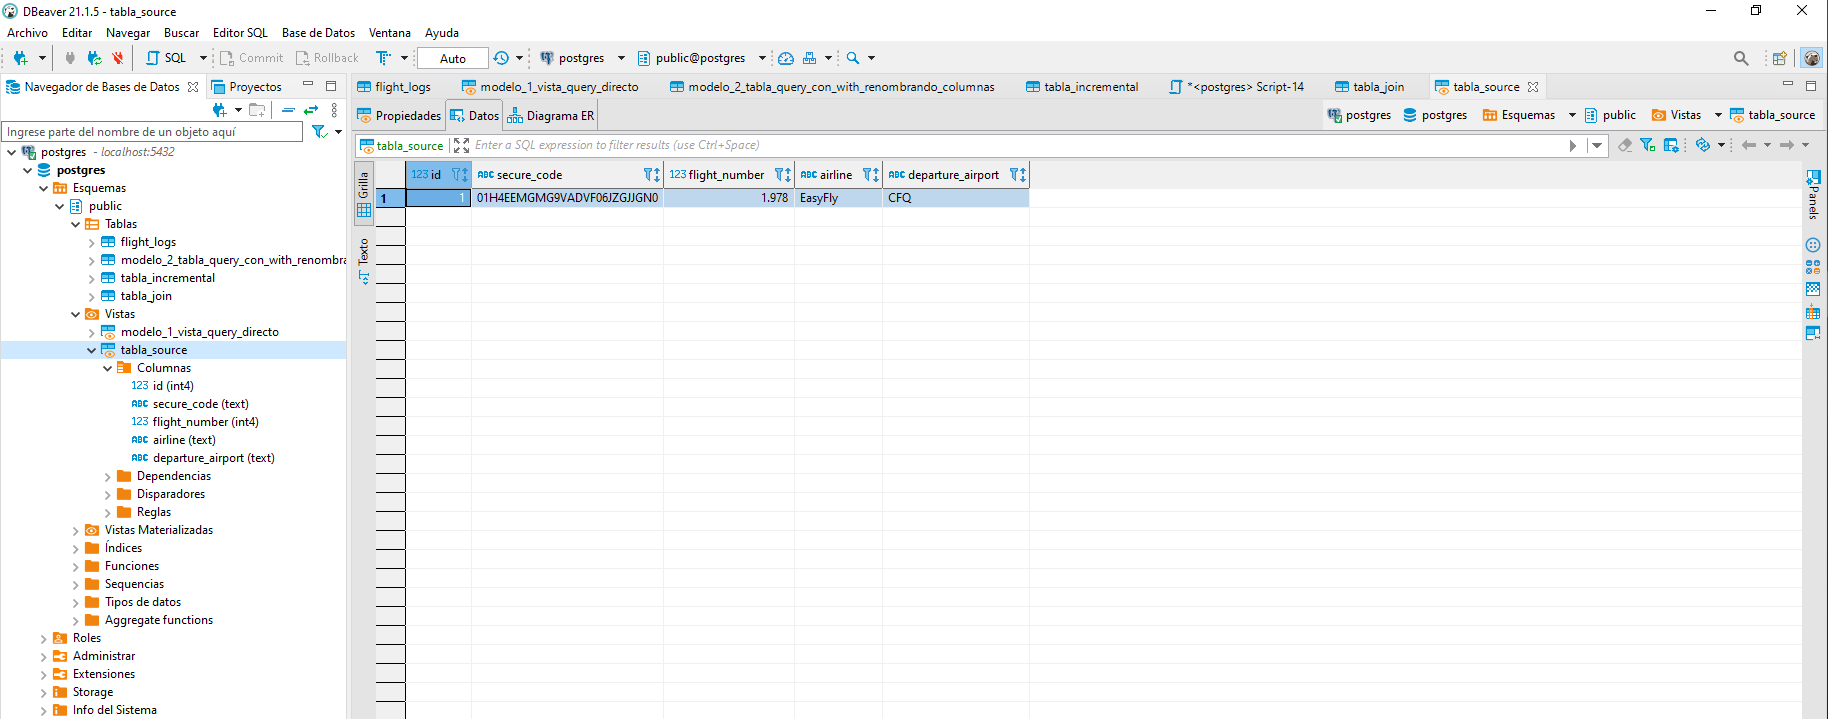 DBeaver 21.1.5 - tabla_source
Archivo Editar Navegar Buscar Editor SQL Base de Datos Ventana Ayuda
SQL Commit Rollback Auto postgres public@postgres
Navegador de Bases de Datos Proyectos
Ingrese parte del nombre de un objeto aquí
postgres - localhost:5432
postgres
Esquemas
public
Tablas
flight_logs
modelo_2_tabla_query_con_with_renombra
tabla_incremental
tabla_join
Vistas
modelo_1_vista_query_directo
tabla_source
Columnas
123 id (int4)
ABC secure_code (text)
123 flight_number (int4)
ABC airline (text)
ABC departure_airport (text)
Dependencias
Disparadores
Reglas
Vistas Materializadas
Índices
Funciones
Sequencias
Tipos de datos
Aggregate functions
Roles
Administrar
Extensiones
Storage
Info del Sistema
flight_logs modelo_1_vista_query_directo modelo_2_tabla_query_con_with_renombrando_columnas tabla_incremental *<postgres> Script-14 tabla_join tabla_source
Propiedades Datos Diagrama ER postgres postgres Esquemas public Vistas tabla_source
tabla_source Enter a SQL expression to filter results (use Ctrl+Space)
Grilla
Texto
123 id ABC secure_code 123 flight_number ABC airline ABC departure_airport
1 1 01H4EEMGMG9VADVF06JZGJJGN0 1.978 EasyFly CFQ
Panels